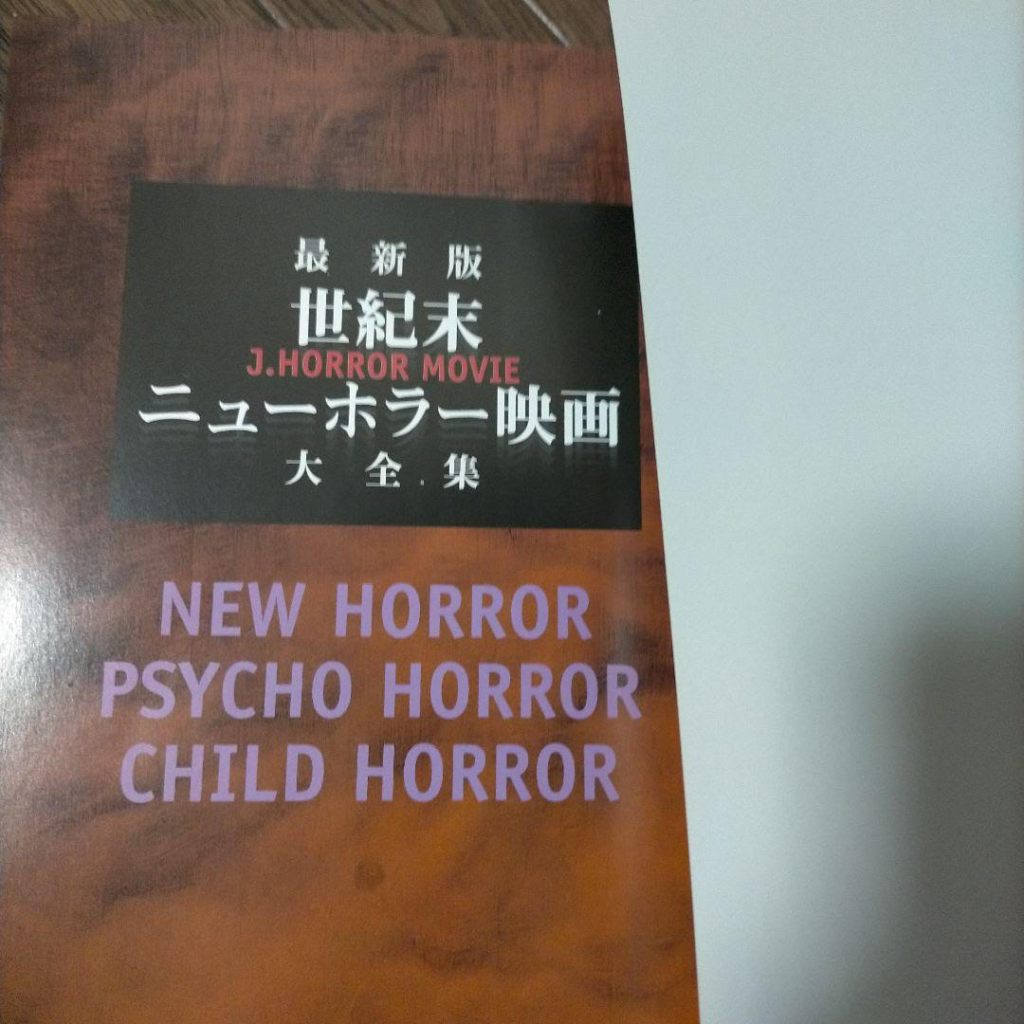 最新版
世紀末
J.HORROR MOVIE
ニューホラー映画
大全集
NEW HORROR
PSYCHO HORROR
CHILD HORROR